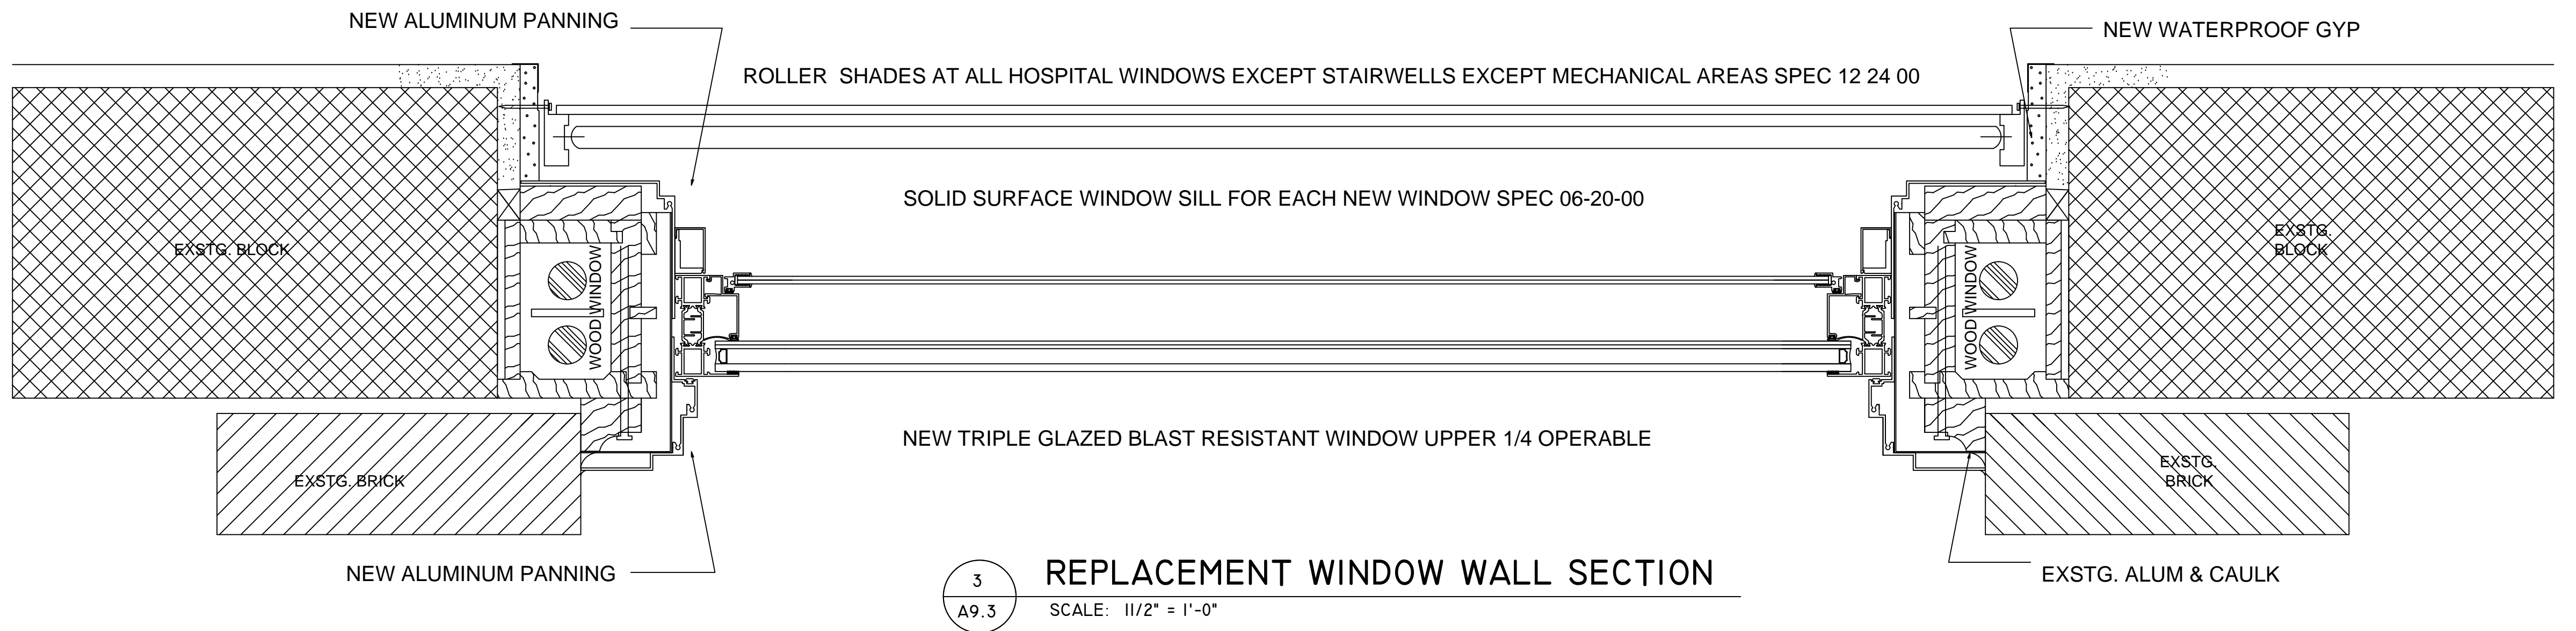 NEW ALUMINUM PANNING
NEW WATERPROOF GYP
ROLLER SHADES AT ALL HOSPITAL WINDOWS EXCEPT STAIRWELLS EXCEPT MECHANICAL AREAS SPEC 12 24 00
SOLID SURFACE WINDOW SILL FOR EACH NEW WINDOW SPEC 06-20-00
EXSTG. BLOCK
WOOD WINDOW
WOOD WINDOW
EXSTG.
BLOCK
NEW TRIPLE GLAZED BLAST RESISTANT WINDOW UPPER 1/4 OPERABLE
EXSTG. BRICK
EXSTG.
BRICK
NEW ALUMINUM PANNING
EXSTG. ALUM & CAULK
3
A9.3
REPLACEMENT WINDOW WALL SECTION
SCALE: 11/2" = 1'-0"